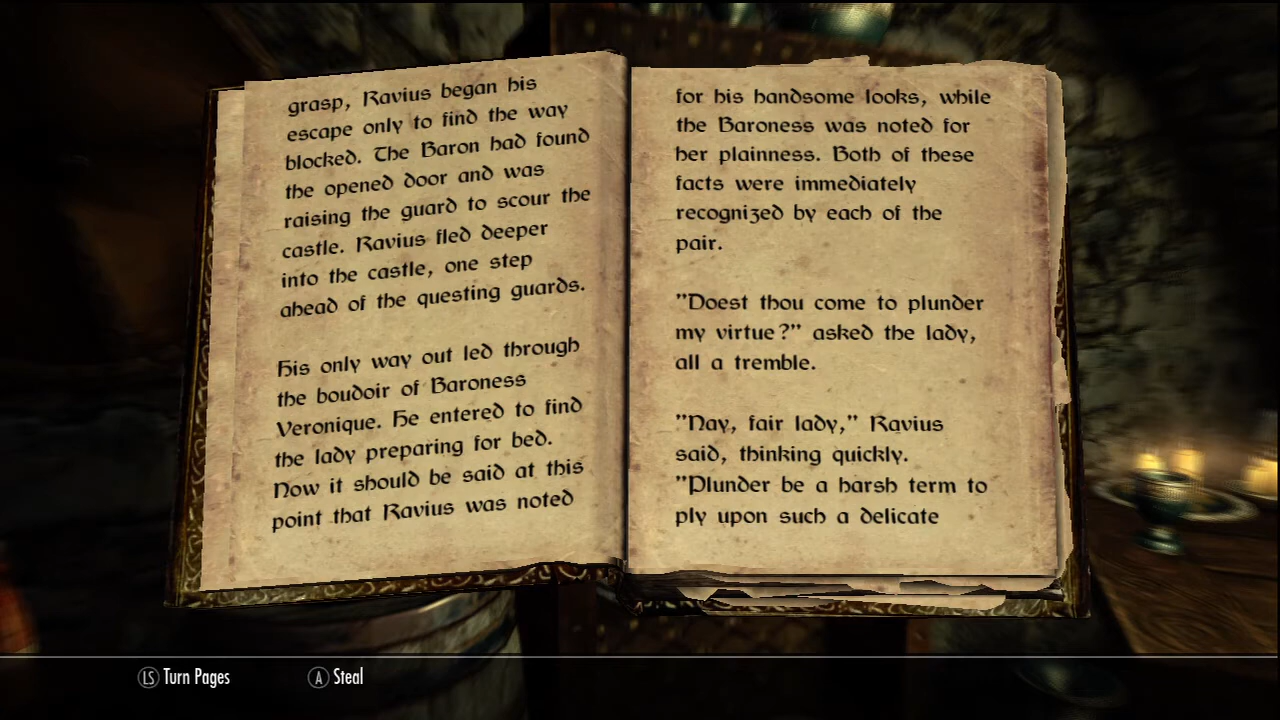 grasp, Ravius began his
escape only to find the way
blocked. The Baron had found
the opened door and was
raising the guard to scour the
castle. Ravius fled deeper
into the castle, one step
ahead of the questing guards.
His only way out led through
the boudoir of Baroness
Veronique. He entered to find
the lady preparing for bed.
Now it should be said at this
point that Ravius was noted
for his handsome looks, while
the Baroness was noted for
her plainness. Both of these
facts were immediately
recognized by each of the
pair.
"Doest thou come to plunder
my virtue?" asked the lady,
all a tremble.
"Nay, fair lady," Ravius
said, thinking quickly.
"Plunder be a harsh term to
ply upon such a delicate
LS Turn Pages
A Steal